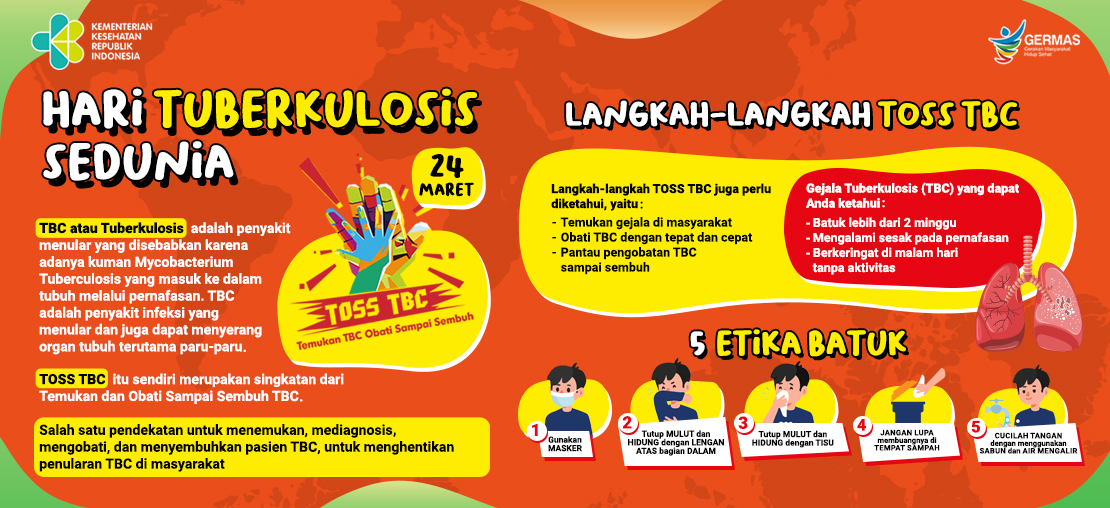 KEMENTERIAN
KESEHATAN
REPUBLIK
INDONESIA
GERMAS
Gerakan Masyarakat
Hidup Sehat
HARI TUBERKULOSIS
SEDUNIA
24
MARET
TBC atau Tuberkulosis adalah penyakit
menular yang disebabkan karena
adanya kuman Mycobacterium
Tuberculosis yang masuk ke dalam
tubuh melalui pernafasan. TBC
adalah penyakit infeksi yang
menular dan juga dapat menyerang
organ tubuh terutama paru-paru.
TOSS TBC
Temukan TBC Obati Sampai Sembuh
TOSS TBC itu sendiri merupakan singkatan dari
Temukan dan Obati Sampai Sembuh TBC.
Salah satu pendekatan untuk menemukan, mediagnosis,
mengobati, dan menyembuhkan pasien TBC, untuk menghentikan
penularan TBC di masyarakat
LANGKAH-LANGKAH TOSS TBC
Langkah-langkah TOSS TBC juga perlu
diketahui, yaitu:
- Temukan gejala di masyarakat
- Obati TBC dengan tepat dan cepat
- Pantau pengobatan TBC
sampai sembuh
Gejala Tuberkulosis (TBC) yang dapat
Anda ketahui:
- Batuk lebih dari 2 minggu
- Mengalami sesak pada pernafasan
- Berkeringat di malam hari
tanpa aktivitas
5 ETIKA BATUK
1
Gunakan
MASKER
2
Tutup MULUT dan
HIDUNG dengan LENGAN
ATAS bagian DALAM
3
Tutup MULUT dan
HIDUNG dengan TISU
4
JANGAN LUPA
membuangnya di
TEMPAT SAMPAH
5
CUCILAH TANGAN
dengan menggunakan
SABUN dan AIR MENGALIR